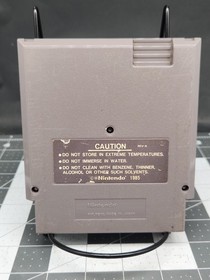 CAUTION
• DO NOT STORE IN EXTREME TEMPERATURES.
• DO NOT IMMERSE IN WATER.
• DO NOT CLEAN WITH BENZENE, THINNER,
ALCOHOL OR OTHER SUCH SOLVENTS.
Nintendo 1985